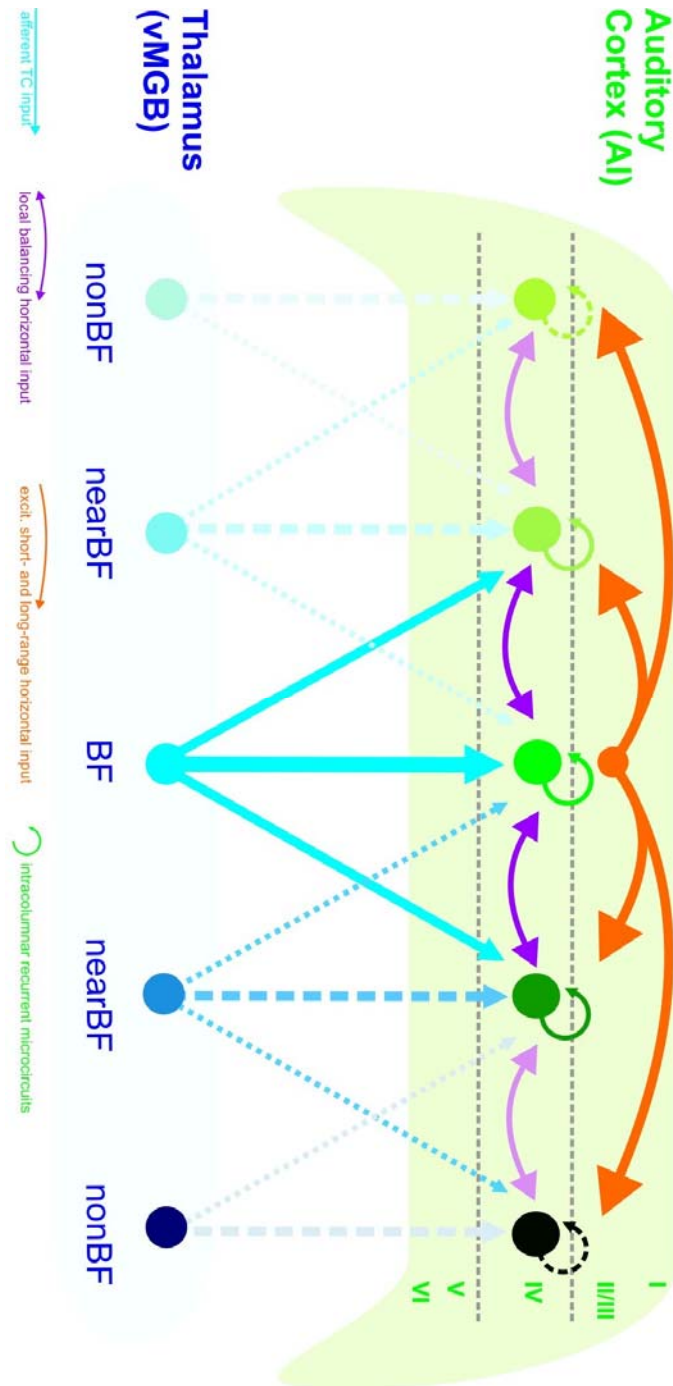 Auditory
Cortex (AI)
I
II/III
IV
V
VI
Thalamus
(vMGB)
nonBF
nearBF
BF
nearBF
nonBF
afferent TC input
local balancing horizontal input
excit. short- and long-range horizontal input
intracolumnar recurrent microcircuits